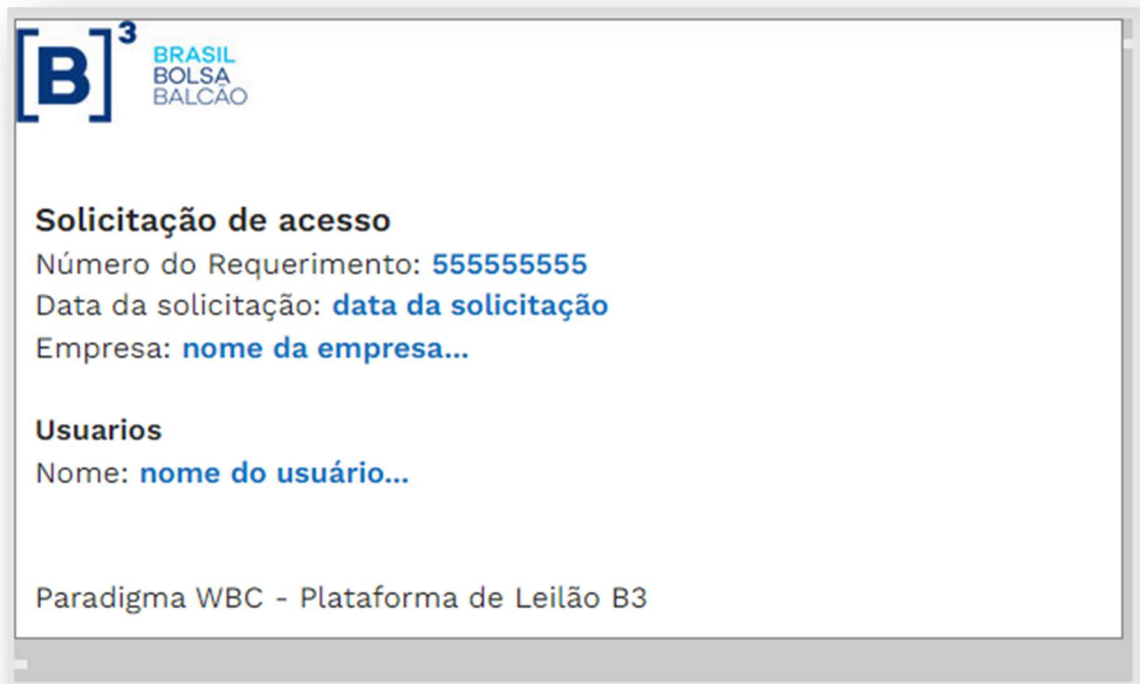 [B]³
BRASIL
BOLSA
BALCÃO
Solicitação de acesso
Número do Requerimento: 555555555
Data da solicitação: data da solicitação
Empresa: nome da empresa...
Usuarios
Nome: nome do usuário...
Paradigma WBC - Plataforma de Leilão B3